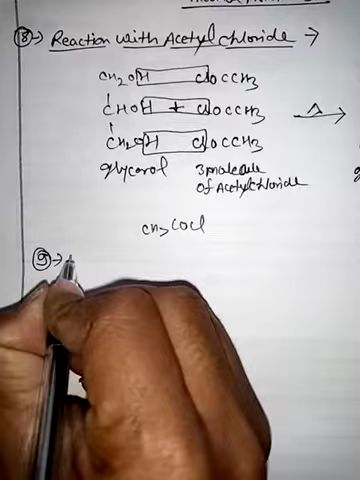 ⑧→ Reaction with Acetyl chloride →
CH₂OH ClOCCH₃
CHOH + ClOCCH₃ Δ
CH₂OH ClOCCH₃
glycerol 3 molecule
of Acetyl chloride
CH₃COCl
⑨→